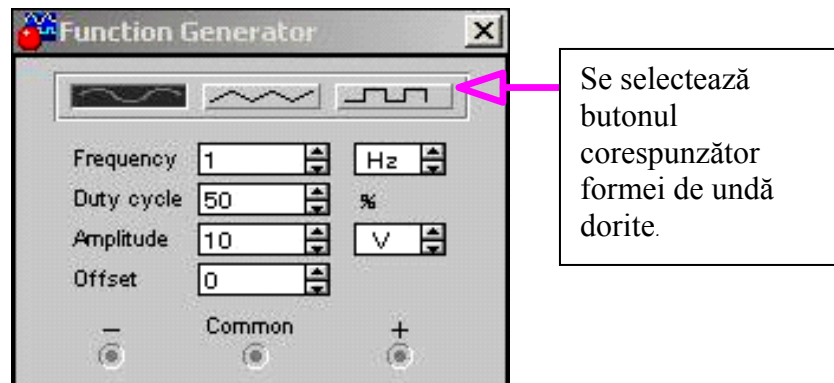 Function Generator
Se selectează
butonul
corespunzător
formei de undă
dorite.
Frequency 1 Hz
Duty cycle 50 %
Amplitude 10 V
Offset 0
− Common +